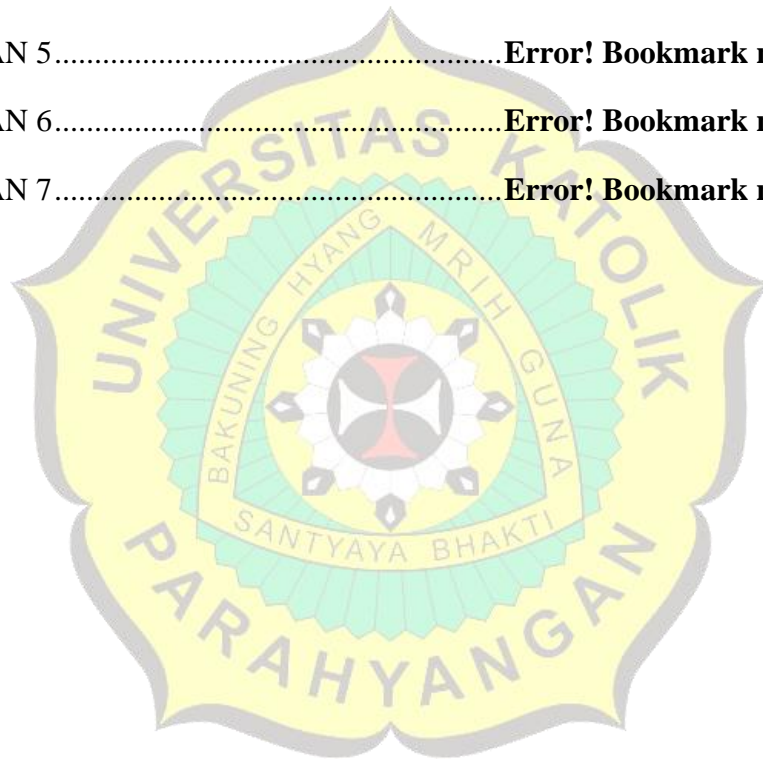 AN 5................................................Error! Bookmark
AN 6................................................Error! Bookmark
AN 7................................................Error! Bookmark
UNIVERSITAS KATOLIK
BAKUNING HYANG MRIH GUNA
SANTYAYA BHAKTI
PARAHYANGAN